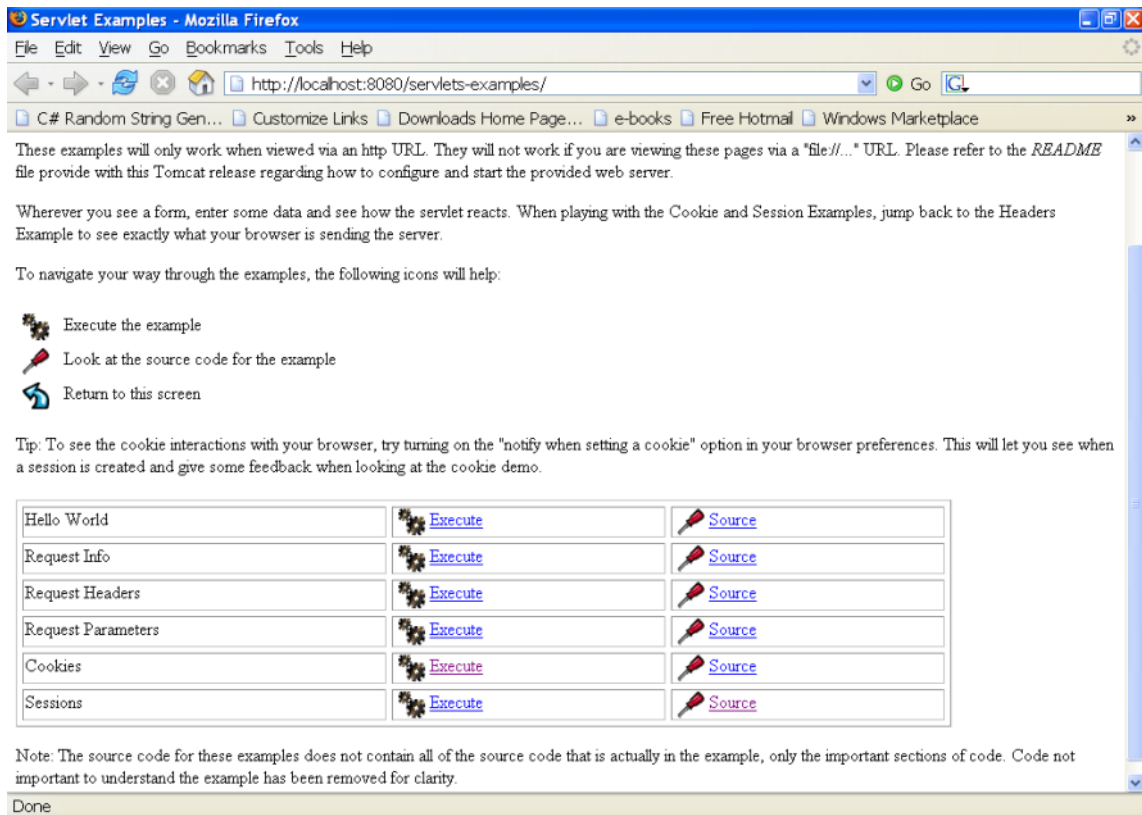 Servlet Examples - Mozilla Firefox
File Edit View Go Bookmarks Tools Help
http://localhost:8080/servlets-examples/ Go G
C# Random String Gen... Customize Links Downloads Home Page... e-books Free Hotmail Windows Marketplace »
These examples will only work when viewed via an http URL. They will not work if you are viewing these pages via a "file://..." URL. Please refer to the README
file provide with this Tomcat release regarding how to configure and start the provided web server.
Wherever you see a form, enter some data and see how the servlet reacts. When playing with the Cookie and Session Examples, jump back to the Headers
Example to see exactly what your browser is sending the server.
To navigate your way through the examples, the following icons will help:
Execute the example
Look at the source code for the example
Return to this screen
Tip: To see the cookie interactions with your browser, try turning on the "notify when setting a cookie" option in your browser preferences. This will let you see when
a session is created and give some feedback when looking at the cookie demo.
Hello World Execute Source
Request Info Execute Source
Request Headers Execute Source
Request Parameters Execute Source
Cookies Execute Source
Sessions Execute Source
Note: The source code for these examples does not contain all of the source code that is actually in the example, only the important sections of code. Code not
important to understand the example has been removed for clarity.
Done